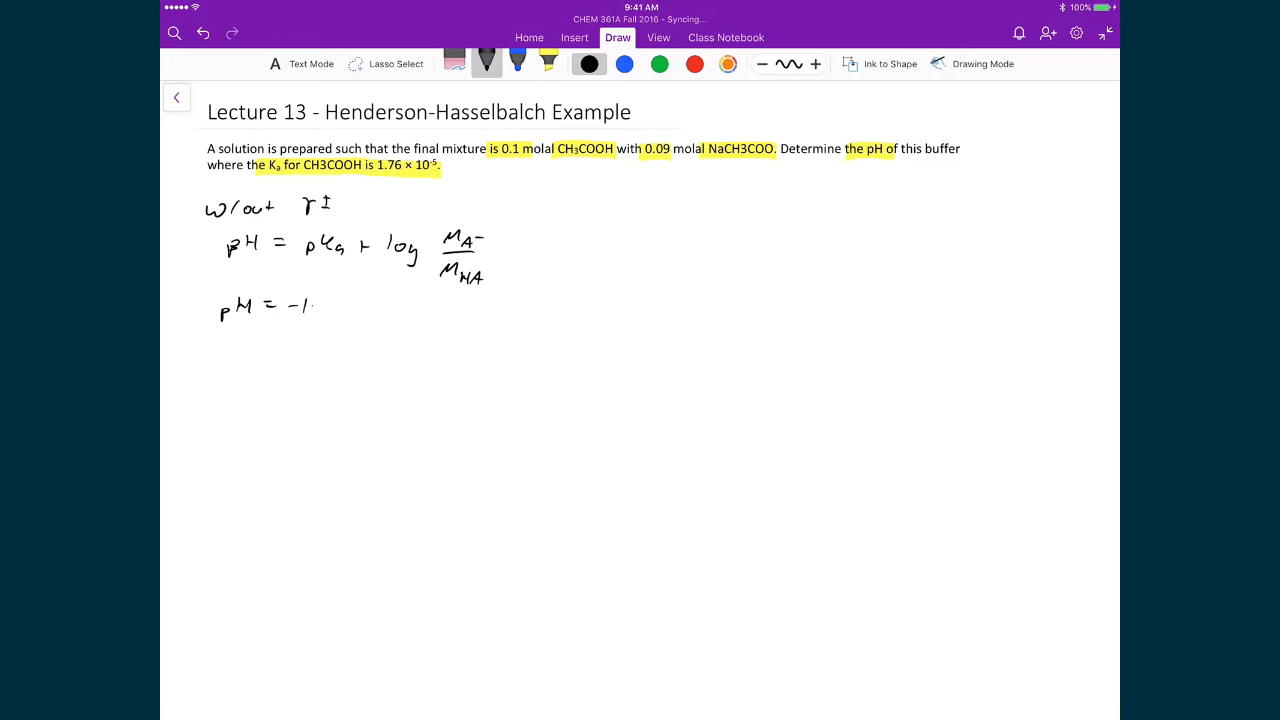 9:41 AM
100%
CHEM 361A Fall 2016 - Syncing...
Home Insert Draw View Class Notebook
A Text Mode Lasso Select Ink to Shape Drawing Mode
Lecture 13 - Henderson-Hasselbalch Example
A solution is prepared such that the final mixture is 0.1 molal CH₃COOH with 0.09 molal NaCH3COO. Determine the pH of this buffer
where the Kₐ for CH3COOH is 1.76 × 10⁻⁵.
w/out γ±
pH = pKa + log M A- / M HA
pH = -1